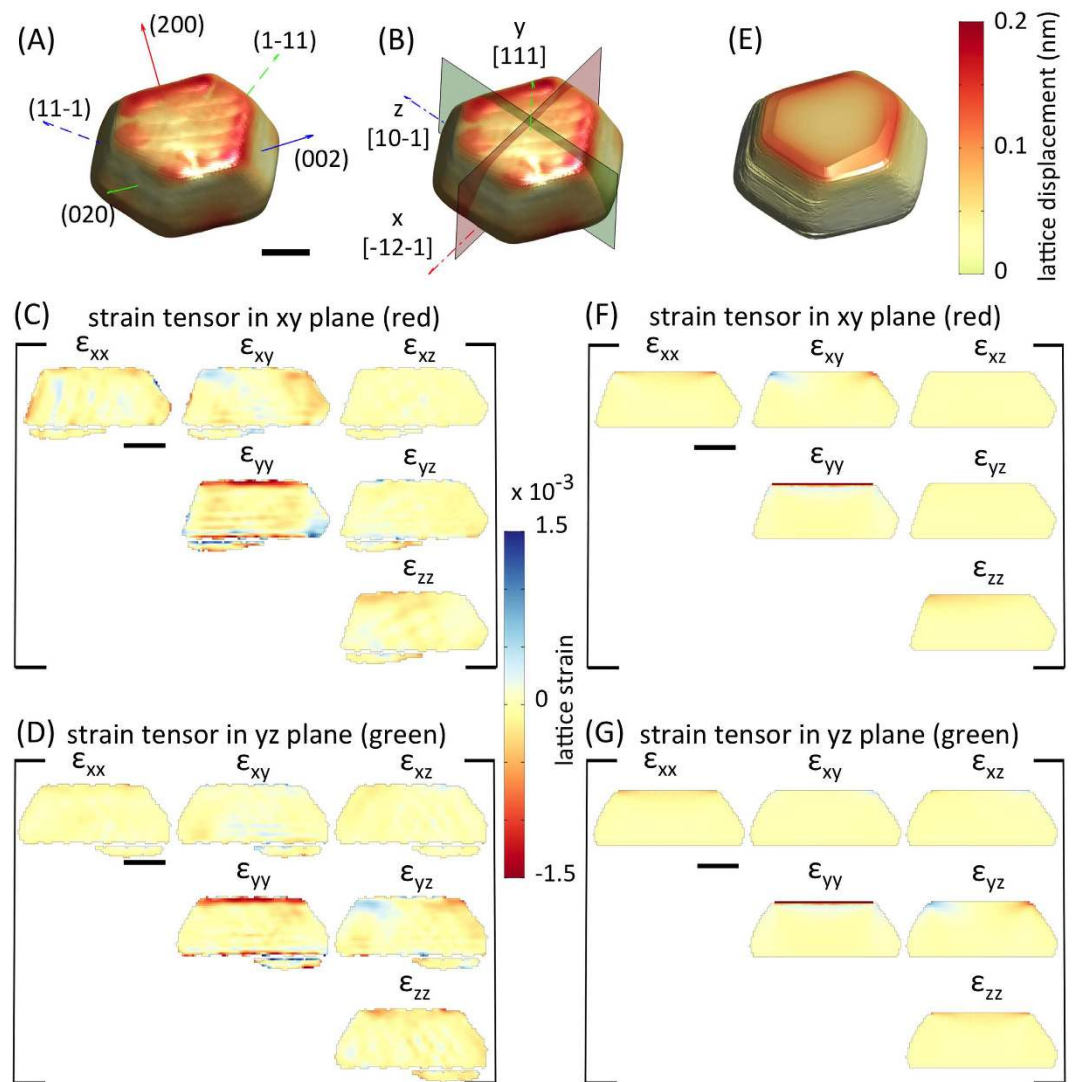 (A)
(200)
(1-11)
(11-1)
(002)
(020)
(B)
y
[111]
z
[10-1]
x
[-12-1]
(E)
0.2
0.1
0
lattice displacement (nm)
(C) strain tensor in xy plane (red)
εxx εxy εxz
εyy εyz
εzz
x 10-3
1.5
0
-1.5
lattice strain
(F) strain tensor in xy plane (red)
εxx εxy εxz
εyy εyz
εzz
(D) strain tensor in yz plane (green)
εxx εxy εxz
εyy εyz
εzz
(G) strain tensor in yz plane (green)
εxx εxy εxz
εyy εyz
εzz